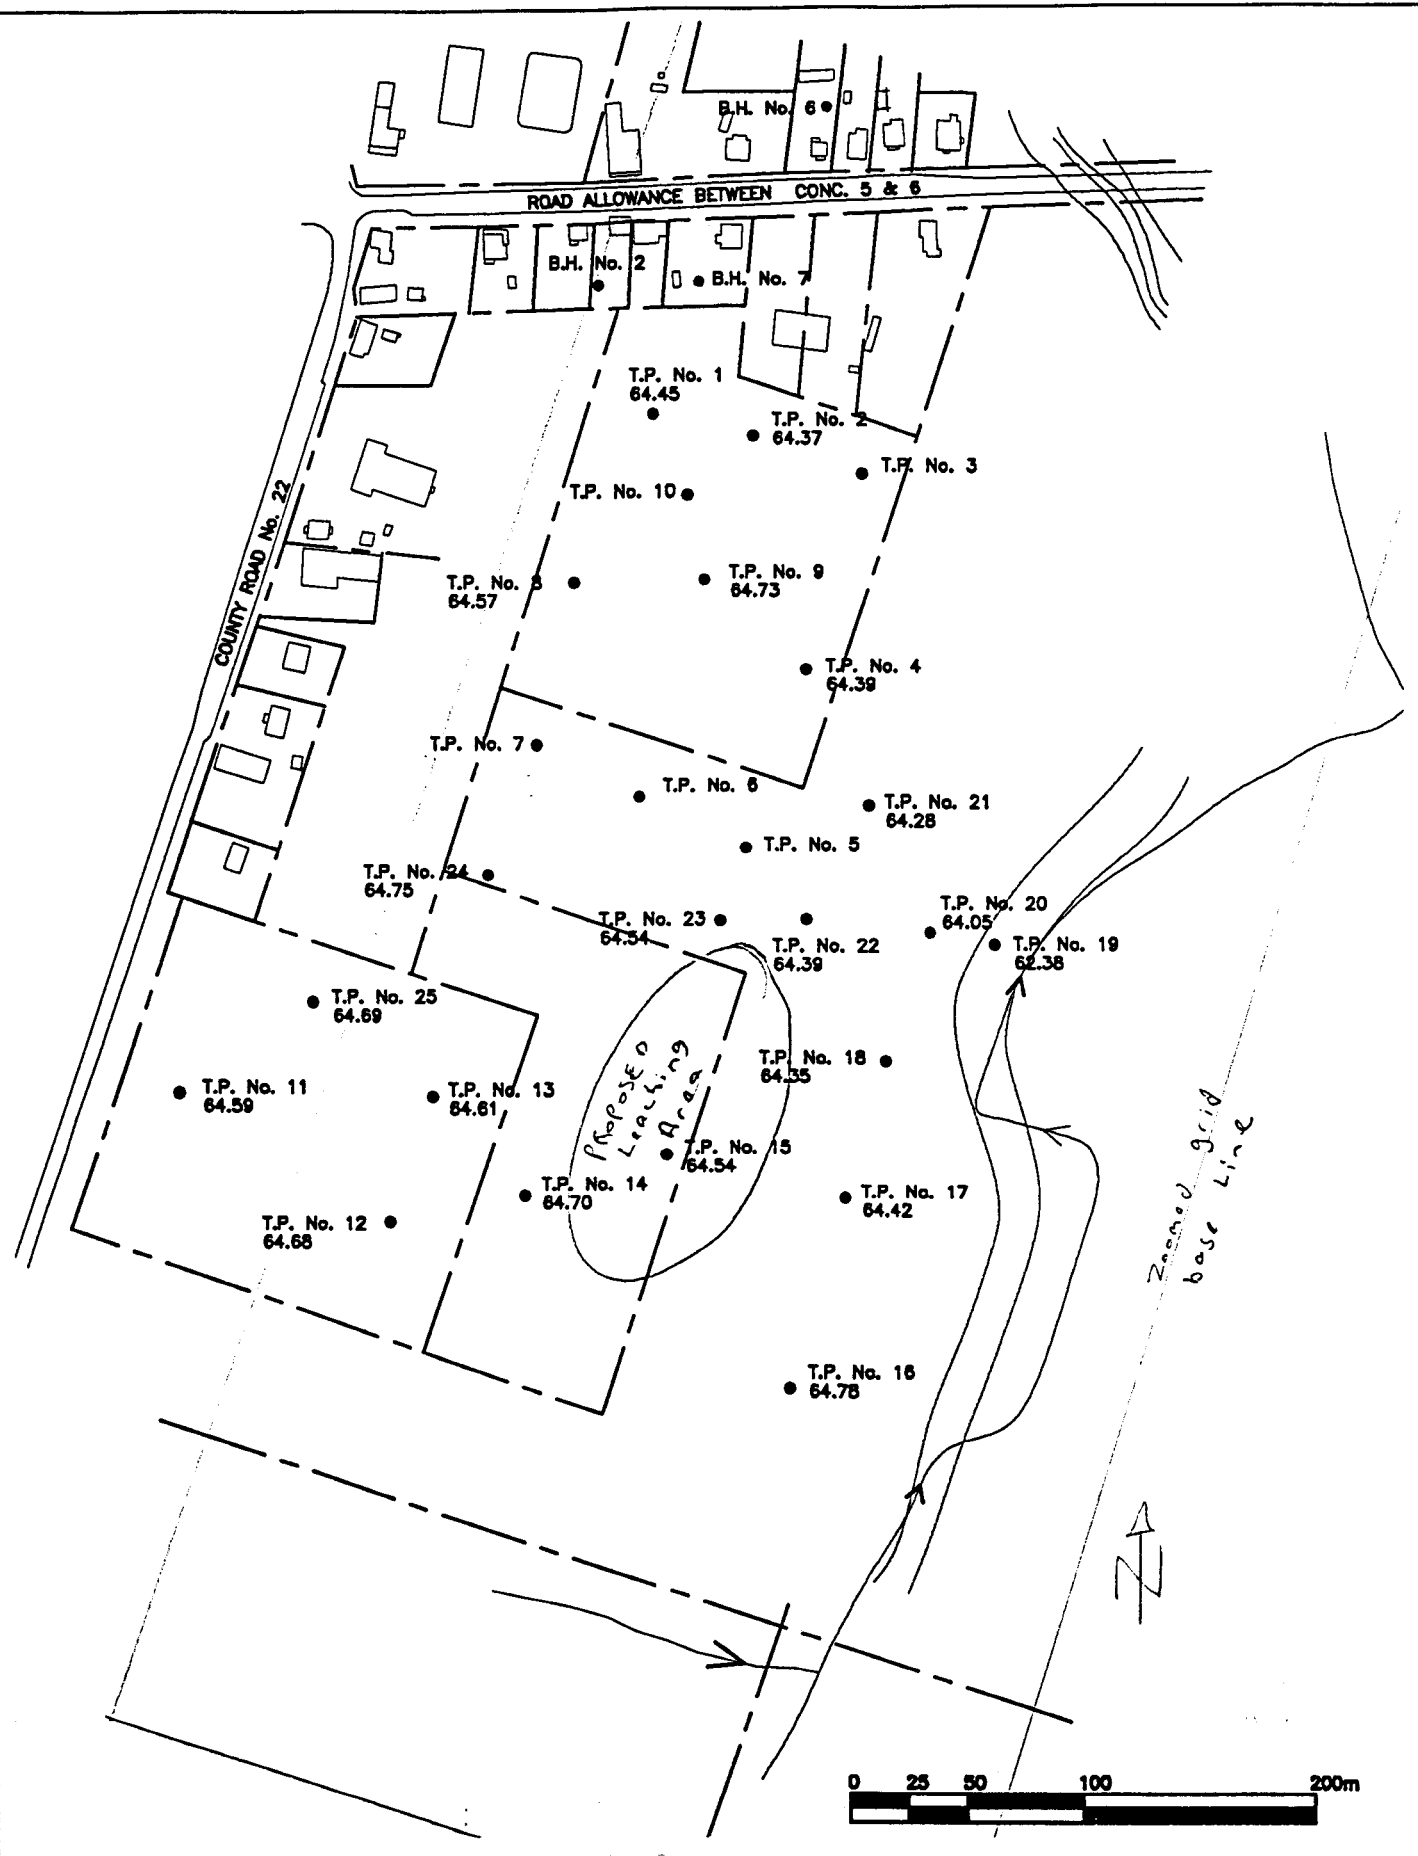 B.H. No. 6
ROAD ALLOWANCE BETWEEN CONC. 5 & 6
B.H. No. 2
B.H. No. 7
T.P. No. 1
64.45
T.P. No. 2
64.37
T.P. No. 3
T.P. No. 10
COUNTY ROAD No. 22
T.P. No. 8
64.57
T.P. No. 9
64.73
T.P. No. 4
64.39
T.P. No. 7
T.P. No. 6
T.P. No. 21
64.28
T.P. No. 5
T.P. No. 24
64.75
T.P. No. 23
64.54
T.P. No. 22
64.39
T.P. No. 20
64.05
T.P. No. 19
62.38
T.P. No. 25
64.69
T.P. No. 18
64.35
T.P. No. 11
64.59
T.P. No. 13
64.61
PROPOSED
Leaching
Area
T.P. No. 15
64.54
T.P. No. 14
64.70
T.P. No. 17
64.42
T.P. No. 12
64.68
grid
base Line
T.P. No. 16
64.78
N
0 25 50 100 200m